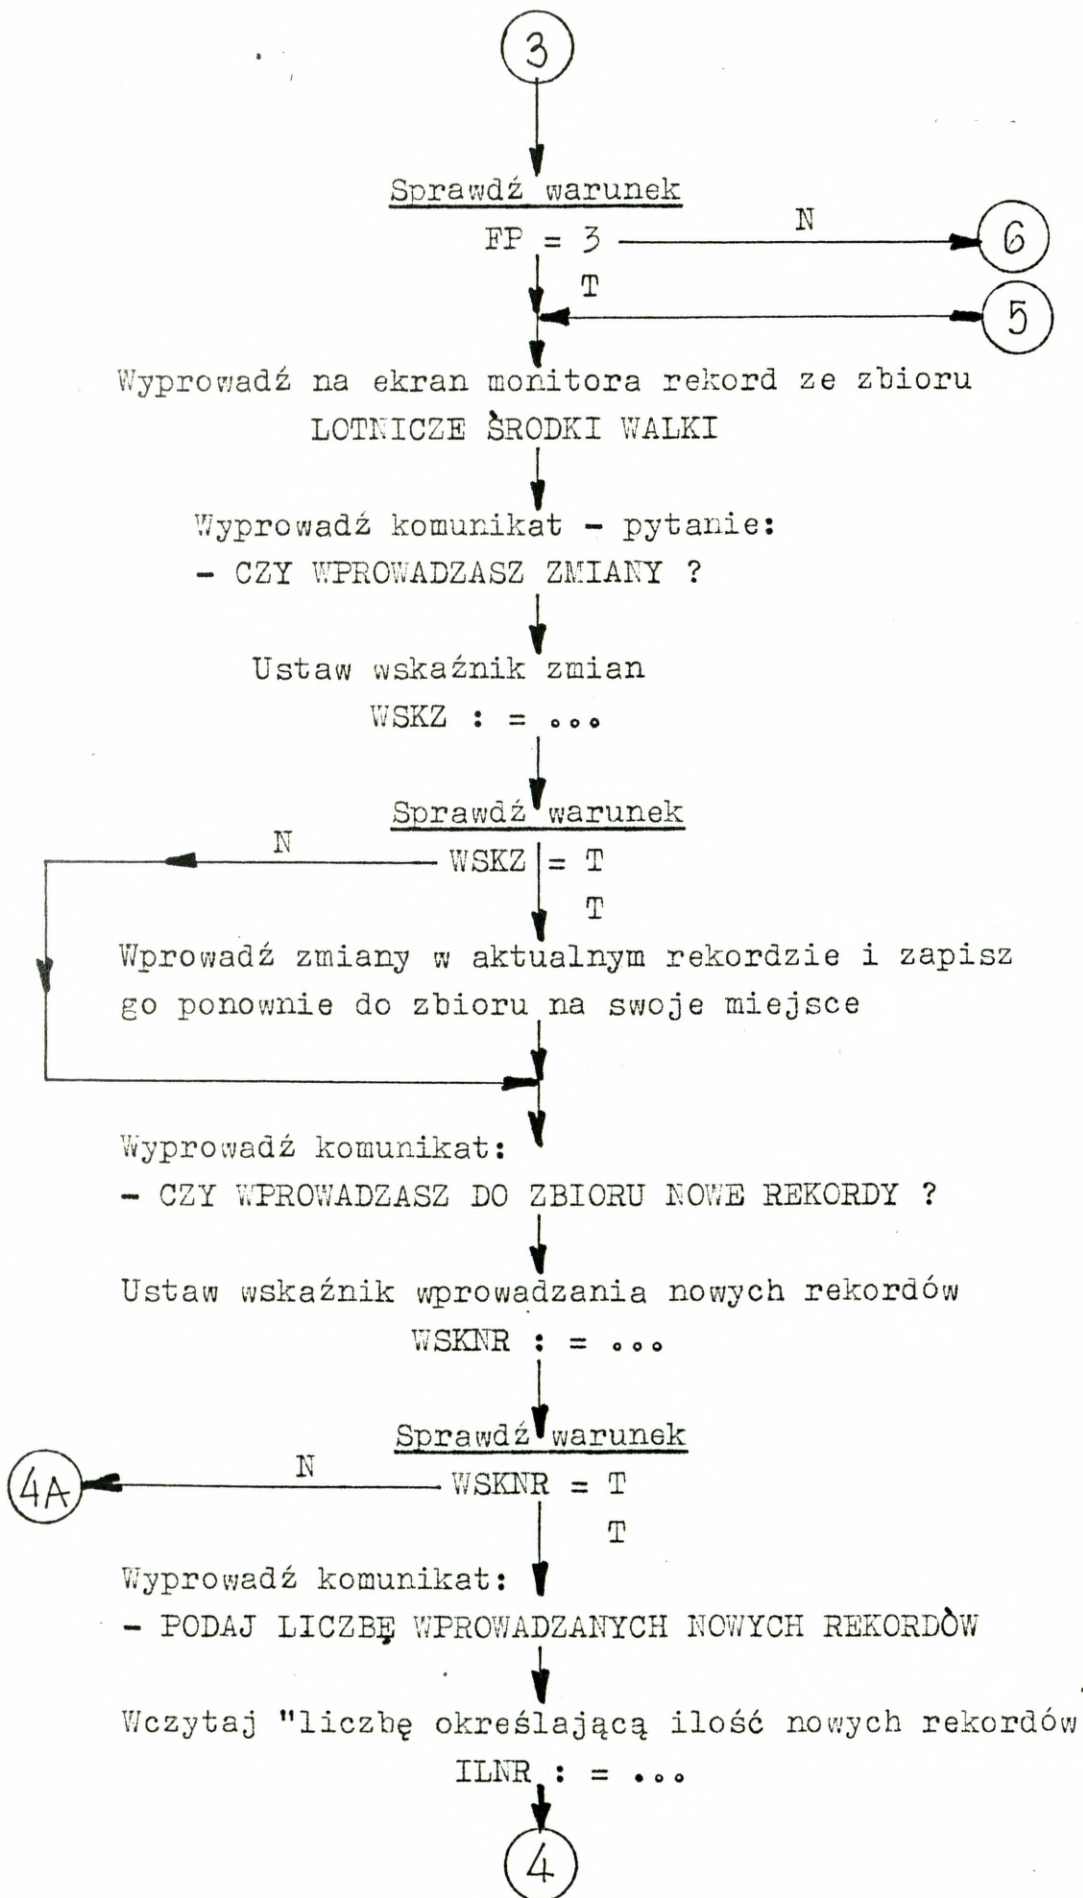 3
Sprawdź warunek
FP = 3 N 6
T
5
Wyprowadź na ekran monitora rekord ze zbioru
LOTNICZE ŚRODKI WALKI
Wyprowadź komunikat - pytanie:
- CZY WPROWADZASZ ZMIANY ?
Ustaw wskaźnik zmian
WSKZ : = ...
Sprawdź warunek
N WSKZ = T
T
Wprowadź zmiany w aktualnym rekordzie i zapisz
go ponownie do zbioru na swoje miejsce
Wyprowadź komunikat:
- CZY WPROWADZASZ DO ZBIORU NOWE REKORDY ?
Ustaw wskaźnik wprowadzania nowych rekordów
WSKNR : = ...
Sprawdź warunek
4A N WSKNR = T
T
Wyprowadź komunikat:
- PODAJ LICZBĘ WPROWADZANYCH NOWYCH REKORDÓW
Wczytaj "liczbę określającą ilość nowych rekordów
ILNR : = ...
4